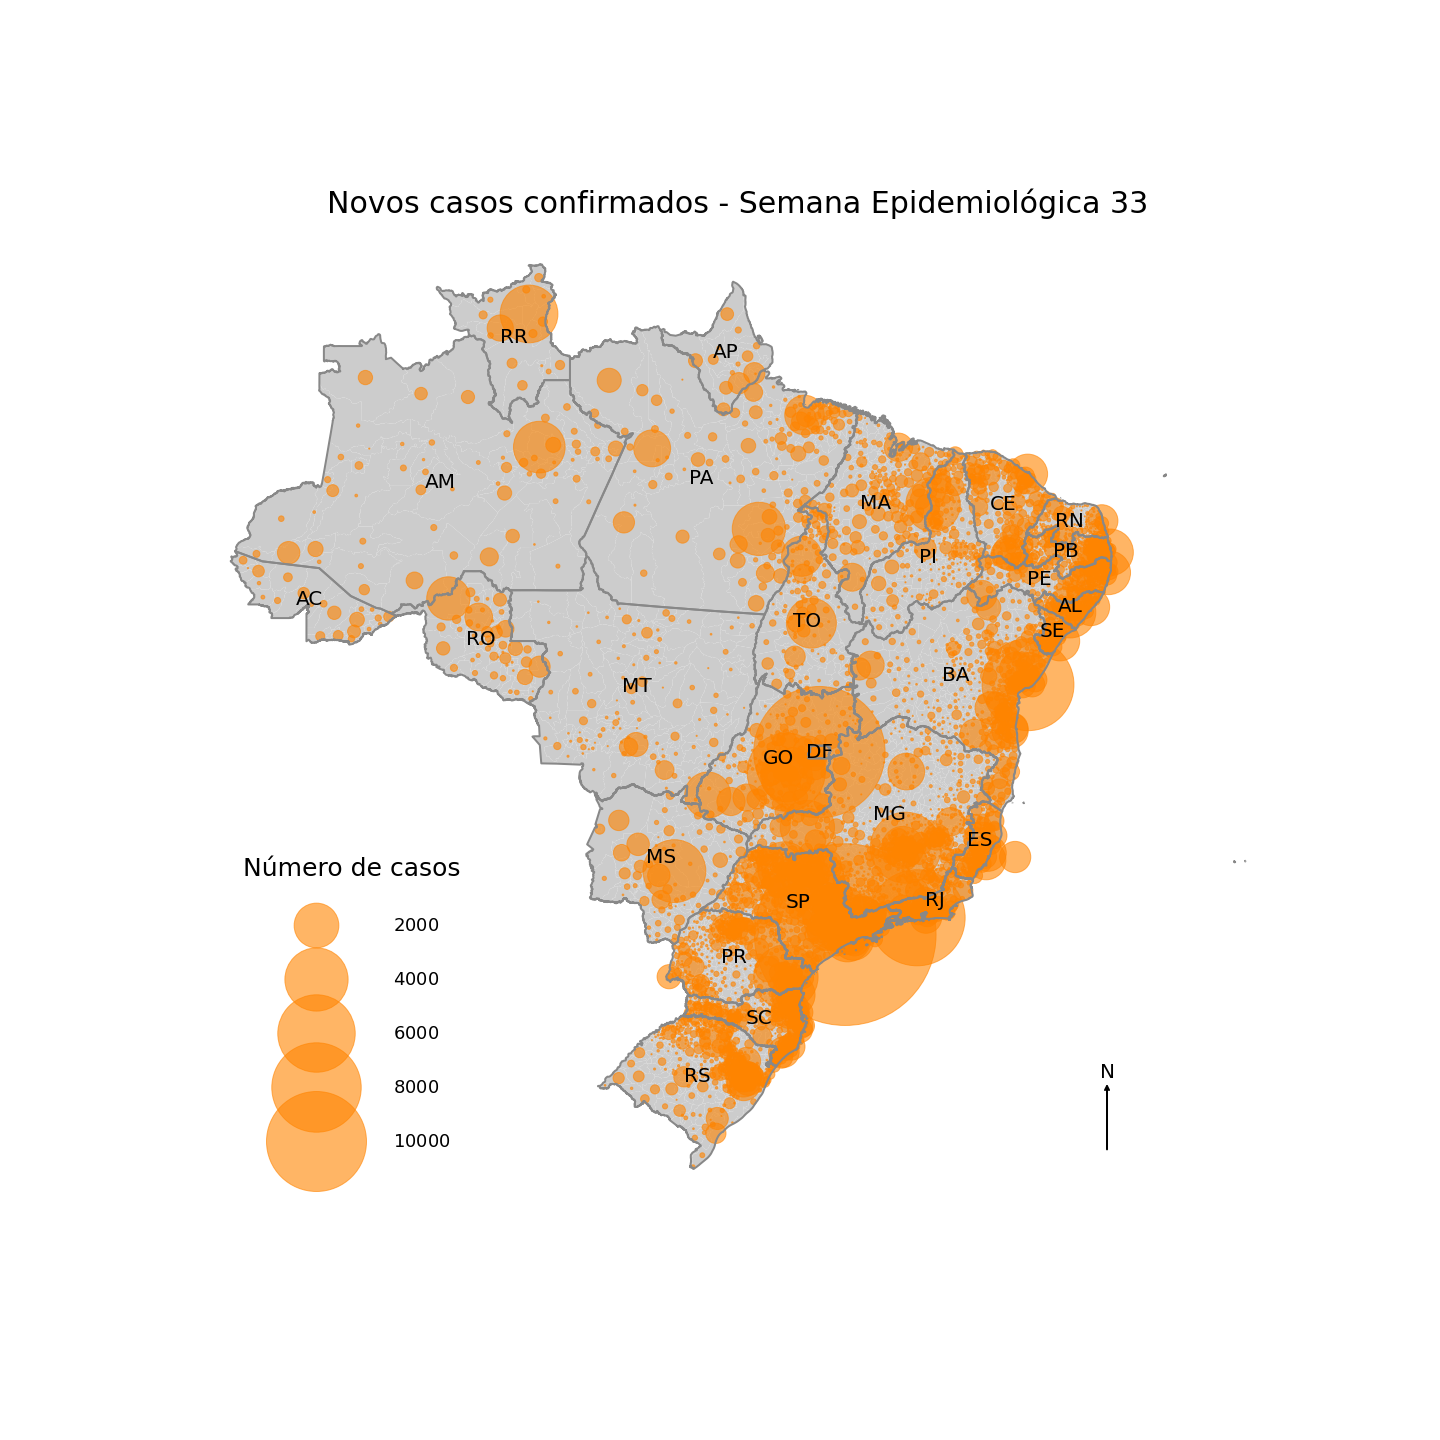 Novos casos confirmados - Semana Epidemiológica 33
RR
AP
AM
PA
MA
CE
RN
PI
PB
PE
AC
AL
TO
SE
RO
BA
MT
DF
GO
MG
ES
MS
SP
RJ
PR
SC
RS
Número de casos
2000
4000
6000
8000
10000
N